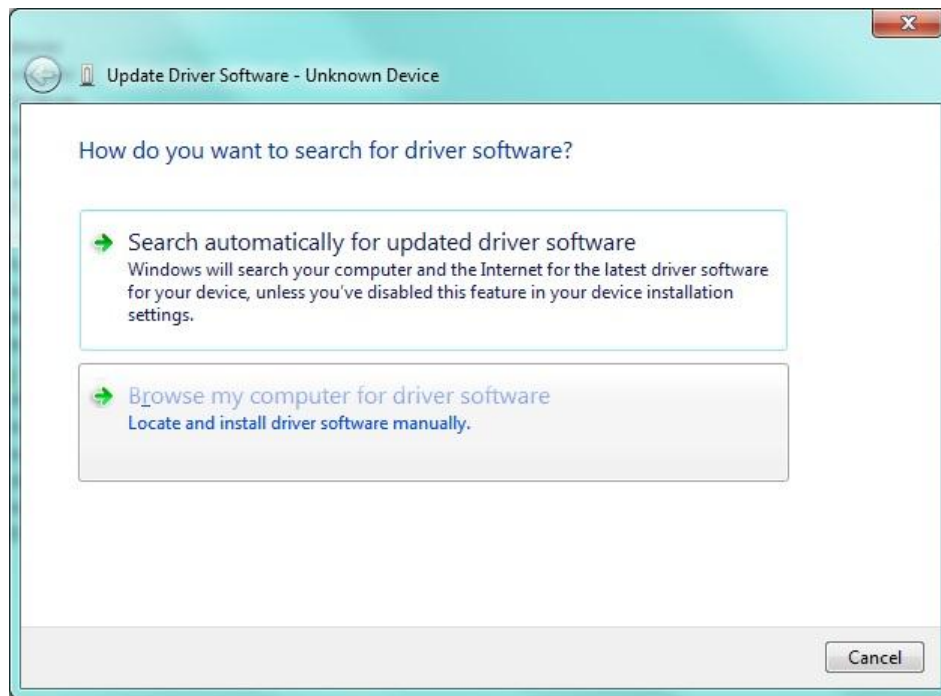 Update Driver Software - Unknown Device
How do you want to search for driver software?
Search automatically for updated driver software
Windows will search your computer and the Internet for the latest driver software
for your device, unless you've disabled this feature in your device installation
settings.
Browse my computer for driver software
Locate and install driver software manually.
Cancel